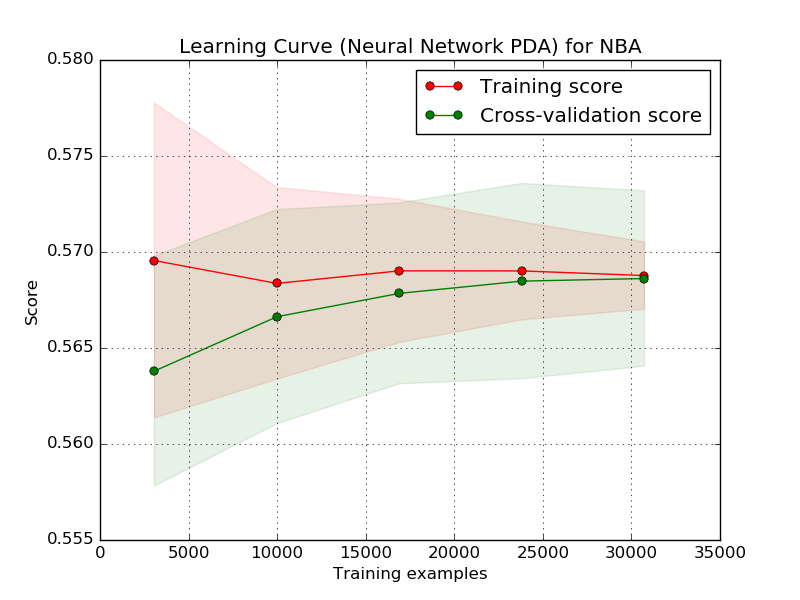 Learning Curve (Neural Network PDA) for NBA
Training score
Cross-validation score
0.580
0.575
0.570
0.565
0.560
0.555
Score
0 5000 10000 15000 20000 25000 30000 35000
Training examples